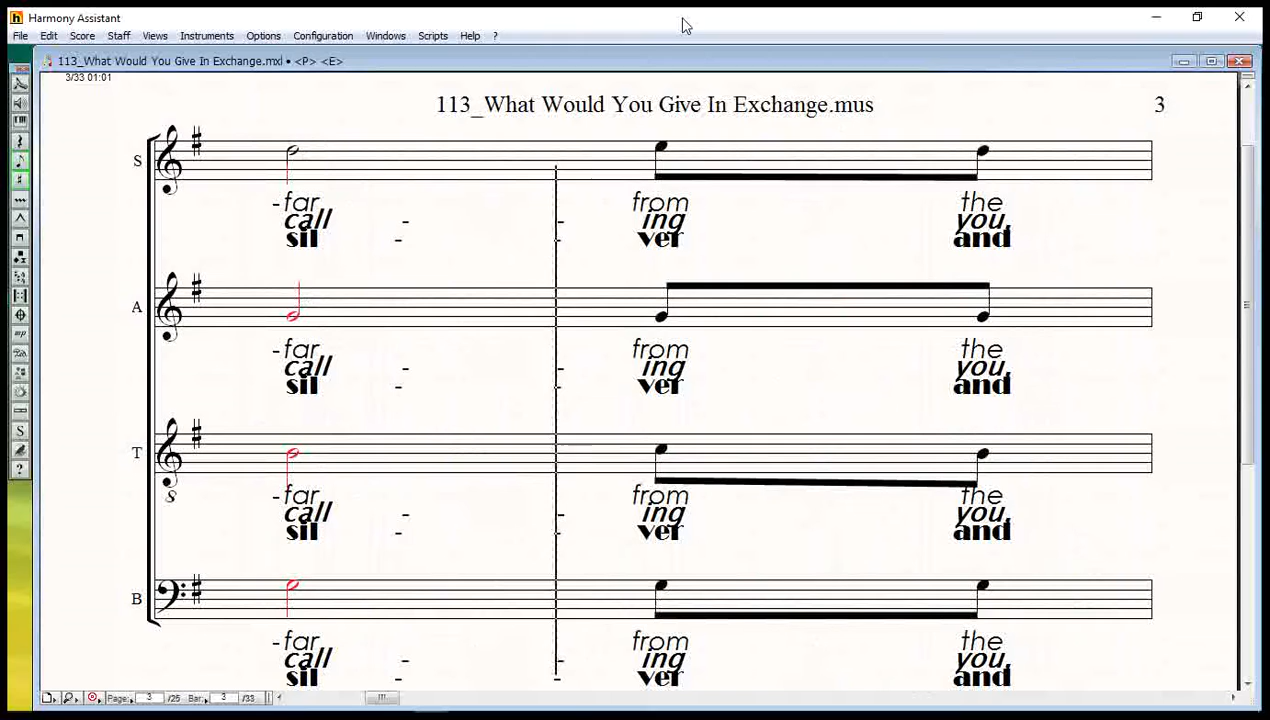 Harmony Assistant
File Edit Score Staff Views Instruments Options Configuration Windows Scripts Help ?
113_What Would You Give In Exchange.mxl • <P> <E>
3/33 01:01
113_What Would You Give In Exchange.mus 3
S
-far from the
call - - ing you,
sil - - ver and
A
-far from the
call - - ing you,
sil - - ver and
T
8
-far from the
call - - ing you,
sil - - ver and
B
-far from the
call - - ing you,
sil - - ver and
Page: 3 /25 Bar: 3 /33